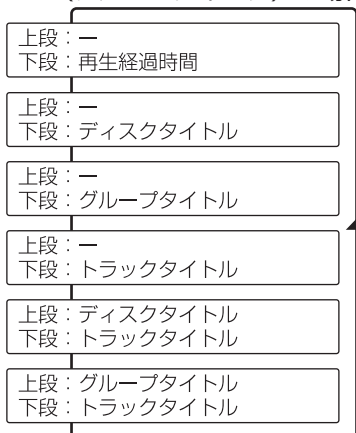 上段：ー
下段：再生経過時間
上段：ー
下段：ディスクタイトル
上段：ー
下段：グループタイトル
上段：ー
下段：トラックタイトル
上段：ディスクタイトル
下段：トラックタイトル
上段：グループタイトル
下段：トラックタイトル